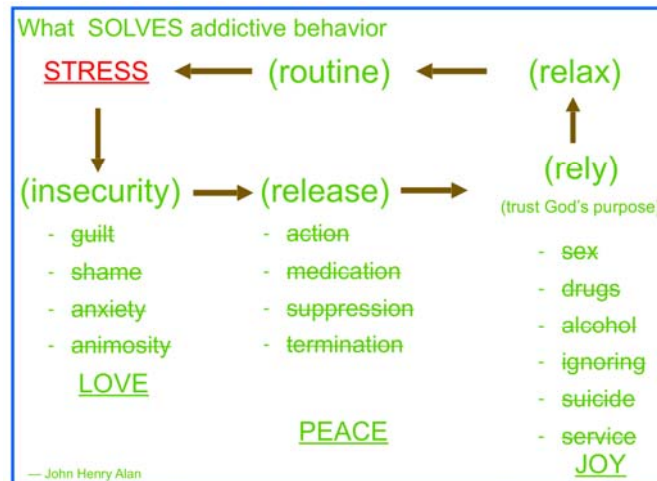 What SOLVES addictive behavior
STRESS
(routine)
(relax)
(insecurity)
(release)
(rely)
(trust God's purpose)
- guilt
- shame
- anxiety
- animosity
LOVE
- action
- medication
- suppression
- termination
PEACE
- sex
- drugs
- alcohol
- ignoring
- suicide
- service
JOY
— John Henry Alan